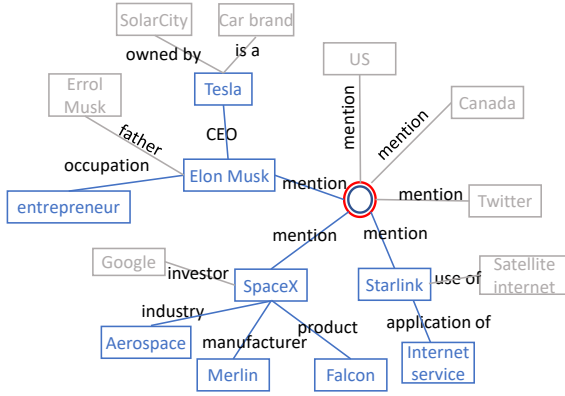 SolarCity
Car brand
owned by
is a
US
Tesla
Errol
Musk
Canada
mention
mention
father
CEO
occupation
Elon Musk
mention
mention
Twitter
entrepreneur
mention
mention
Google
investor
SpaceX
Starlink
use of
Satellite
internet
industry
product
application of
Aerospace
manufacturer
Internet
service
Merlin
Falcon